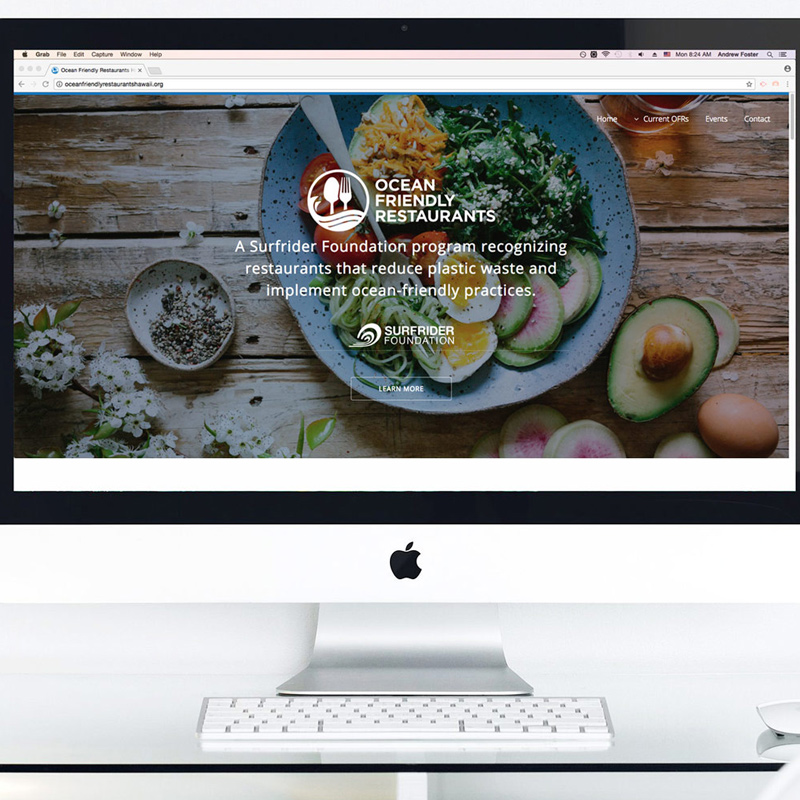 Grab File Edit Capture Window Help
Mon 8:24 AM Andrew Foster
Ocean Friendly Restaurants
oceanfriendlyrestaurantshawaii.org
Home Current OFRs Events Contact
OCEAN
FRIENDLY
RESTAURANTS
A Surfrider Foundation program recognizing
restaurants that reduce plastic waste and
implement ocean-friendly practices.
SURFRIDER
FOUNDATION
LEARN MORE